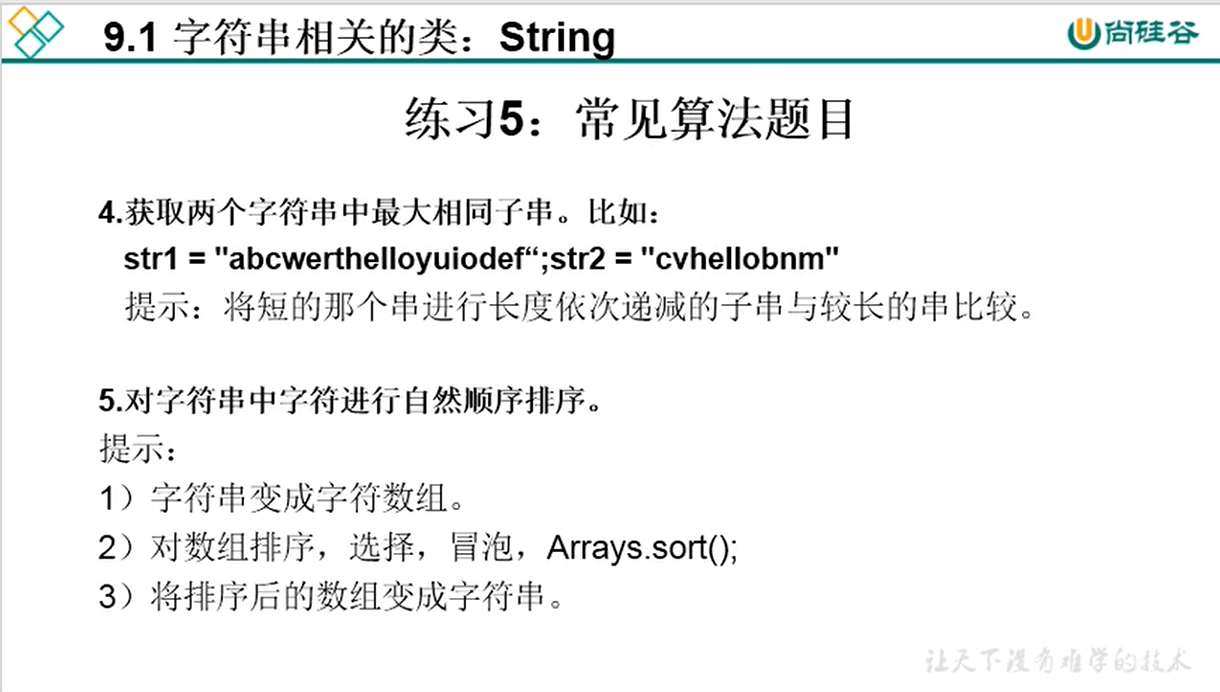 9.1 字符串相关的类：String
尚硅谷
练习5：常见算法题目
4.获取两个字符串中最大相同子串。比如：
str1 = "abcwerthelloyuiodef“;str2 = "cvhellobnm"
提示：将短的那个串进行长度依次递减的子串与较长的串比较。
5.对字符串中字符进行自然顺序排序。
提示：
1）字符串变成字符数组。
2）对数组排序，选择，冒泡，Arrays.sort();
3）将排序后的数组变成字符串。
让天下没有难学的技术